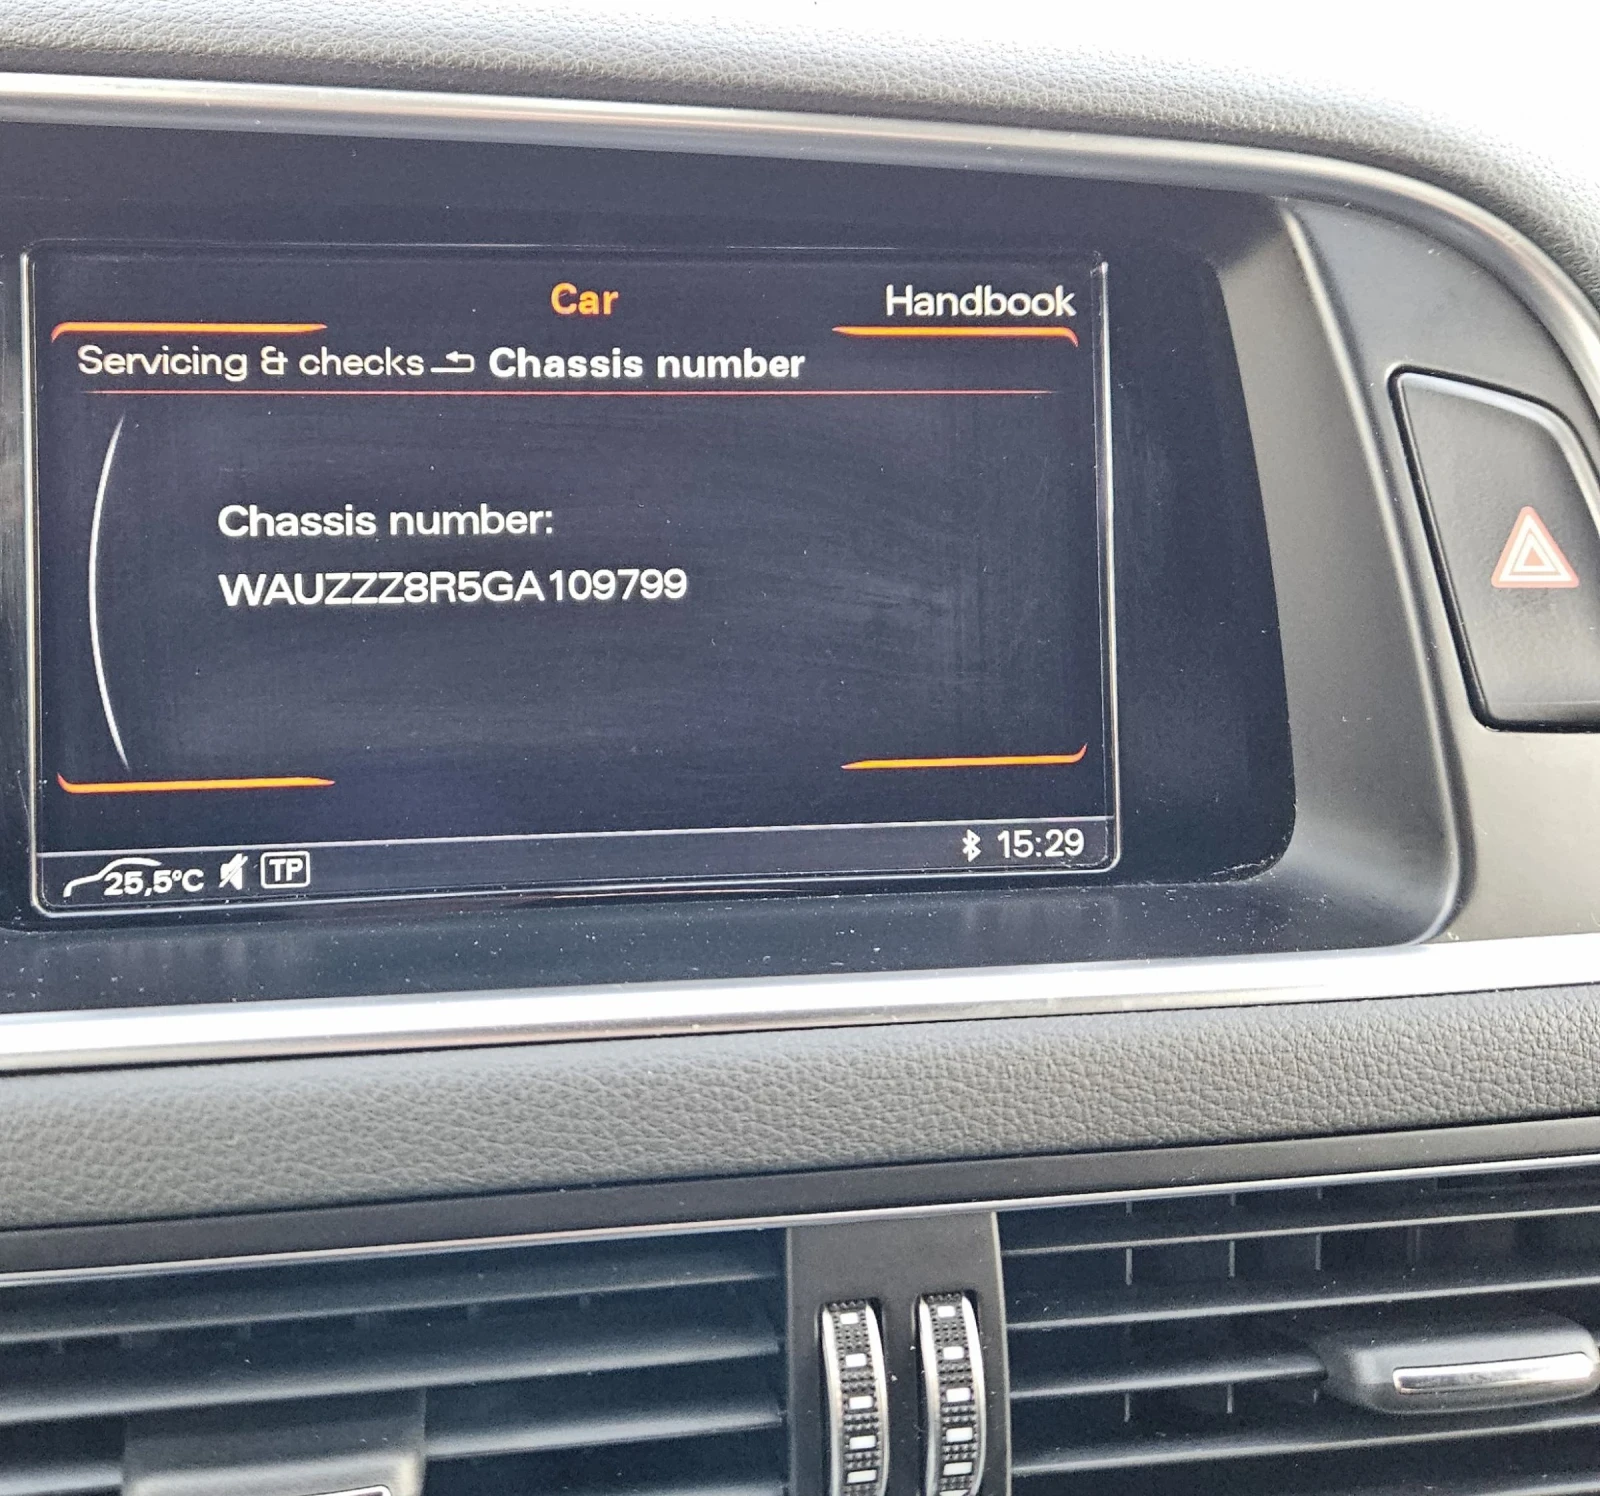 Car
Handbook
Servicing & checks Chassis number
Chassis number:
WAUZZZ8R5GA109799
25,5°C TP 15:29